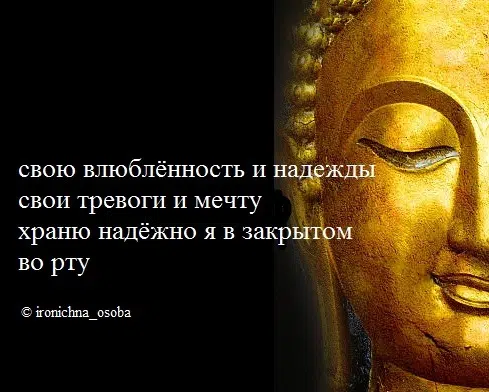 свою влюблённость и надежды
свои тревоги и мечту
храню надёжно я в закрытом
во рту
© ironichna_osoba